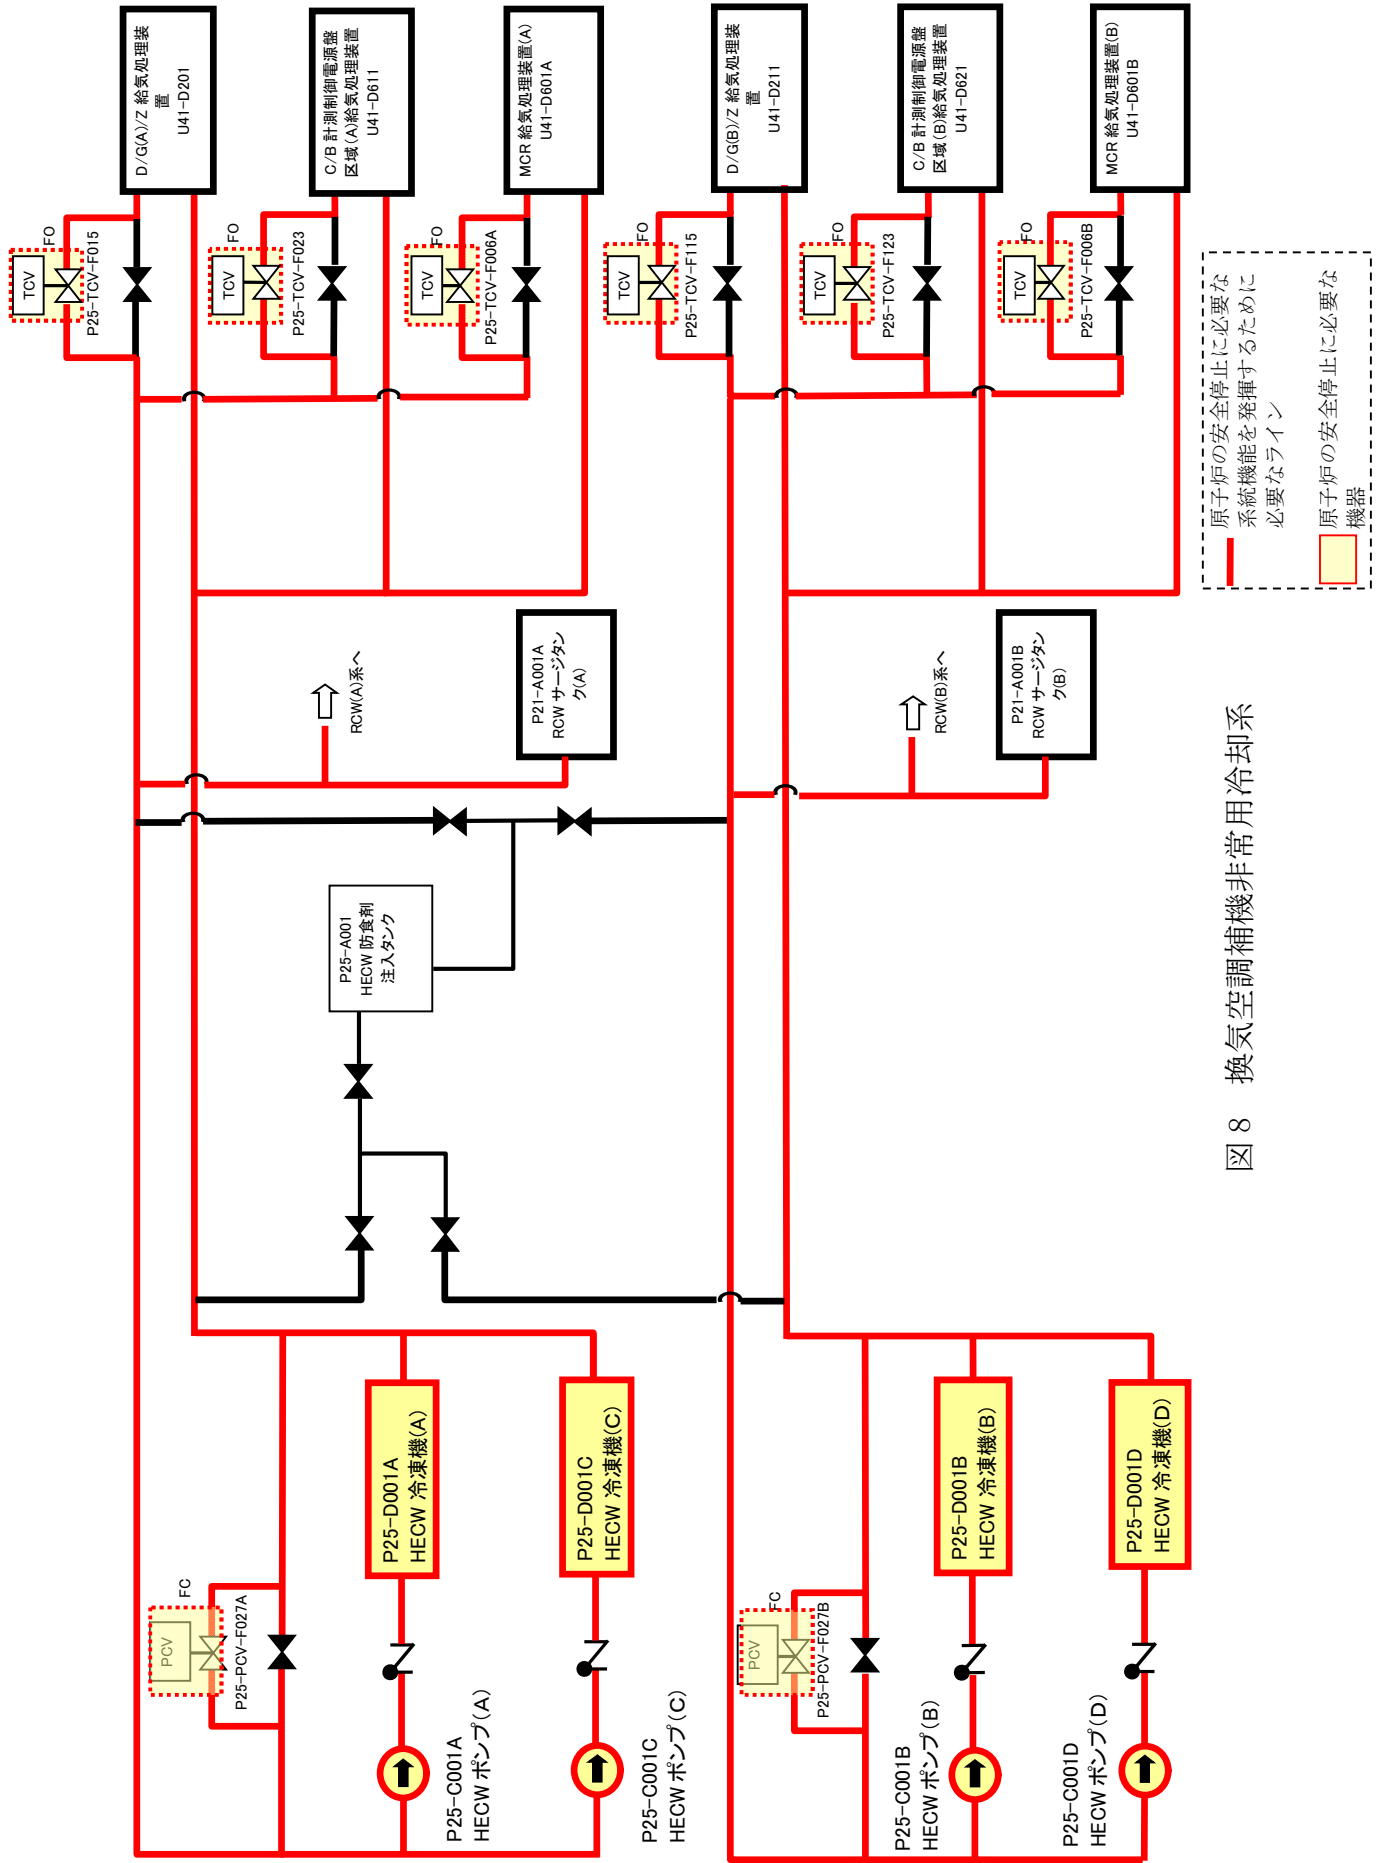 D/G(A)/Z 給気処理装
置
U41-D201
C/B 計測制御電源盤
区域(A)給気処理装置
U41-D611
MCR 給気処理装置(A)
U41-D601A
D/G(B)/Z 給気処理装
置
U41-D211
C/B 計測制御電源盤
区域(B)給気処理装置
U41-D621
MCR 給気処理装置(B)
U41-D601B
TCV
FO
P25-TCV-F015
TCV
FO
P25-TCV-F023
TCV
FO
P25-TCV-F006A
TCV
FO
P25-TCV-F115
TCV
FO
P25-TCV-F123
TCV
FO
P25-TCV-F006B
RCW(A)系へ
P21-A001A
RCW サージタン
ク(A)
RCW(B)系へ
P21-A001B
RCW サージタン
ク(B)
P25-A001
HECW 防食剤
注入タンク
PCV
FC
P25-PCV-F027A
P25-D001A
HECW 冷凍機(A)
P25-D001C
HECW 冷凍機(C)
P25-C001A
HECW ポンプ(A)
P25-C001C
HECW ポンプ(C)
PCV
FC
P25-PCV-F027B
P25-D001B
HECW 冷凍機(B)
P25-D001D
HECW 冷凍機(D)
P25-C001B
HECW ポンプ(B)
P25-C001D
HECW ポンプ(D)
原子炉の安全停止に必要な
系統機能を発揮するために
必要なライン
原子炉の安全停止に必要な
機器
図 8 換気空調補機非常用冷却系